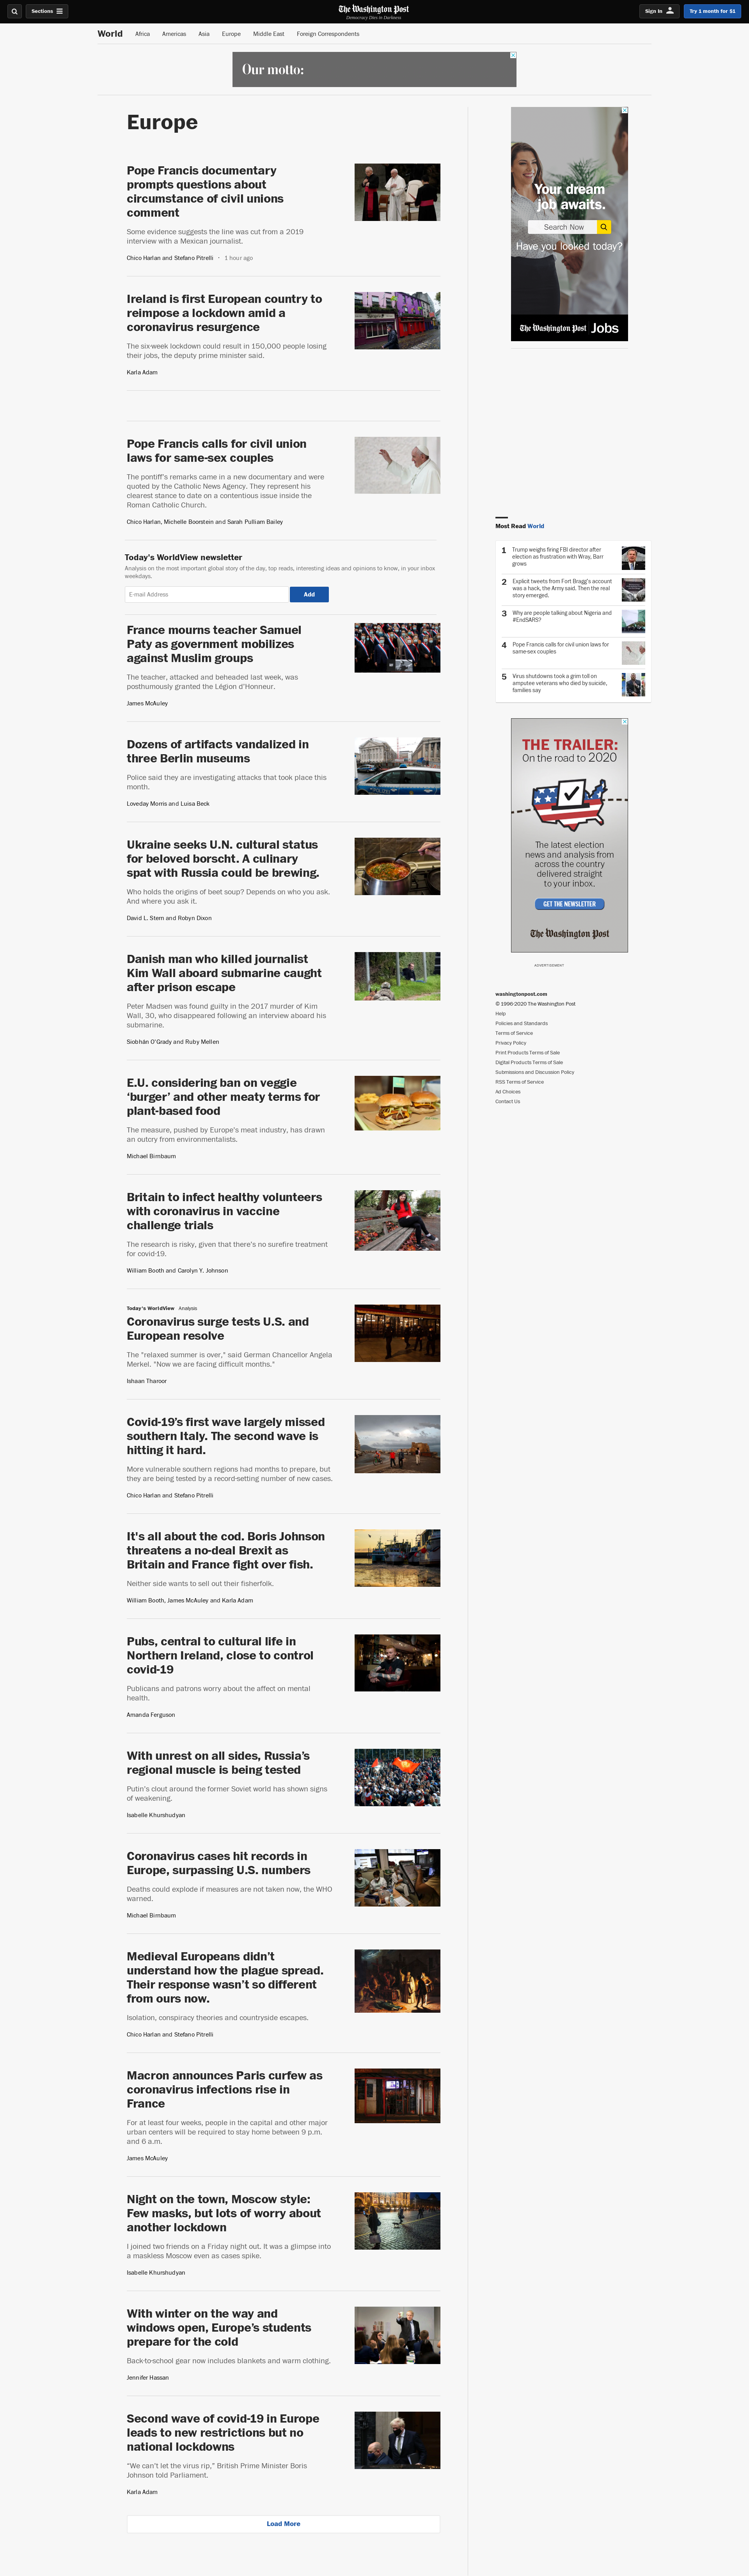 Sections
The Washington Post
Democracy Dies in Darkness
Sign In
Try 1 month for $1
World
Africa
Americas
Asia
Europe
Middle East
Foreign Correspondents
Our motto:
Europe
Pope Francis documentary
prompts questions about
circumstance of civil unions
comment
Some evidence suggests the line was cut from a 2019
interview with a Mexican journalist.
Chico Harlan and Stefano Pitrelli • 1 hour ago
Ireland is first European country to
reimpose a lockdown amid a
coronavirus resurgence
The six-week lockdown could result in 150,000 people losing
their jobs, the deputy prime minister said.
Karla Adam
Pope Francis calls for civil union
laws for same-sex couples
The pontiff's remarks came in a new documentary and were
quoted by the Catholic News Agency. They represent his
clearest stance to date on a contentious issue inside the
Roman Catholic Church.
Chico Harlan, Michelle Boorstein and Sarah Pulliam Bailey
Today's WorldView newsletter
Analysis on the most important global story of the day, top reads, interesting ideas and opinions to know, in your inbox
weekdays.
E-mail Address
Add
France mourns teacher Samuel
Paty as government mobilizes
against Muslim groups
The teacher, attacked and beheaded last week, was
posthumously granted the Légion d'Honneur.
James McAuley
Dozens of artifacts vandalized in
three Berlin museums
Police said they are investigating attacks that took place this
month.
Loveday Morris and Luisa Beck
Ukraine seeks U.N. cultural status
for beloved borscht. A culinary
spat with Russia could be brewing.
Who holds the origins of beet soup? Depends on who you ask.
And where you ask it.
David L. Stern and Robyn Dixon
Danish man who killed journalist
Kim Wall aboard submarine caught
after prison escape
Peter Madsen was found guilty in the 2017 murder of Kim
Wall, 30, who disappeared following an interview aboard his
submarine.
Siobhán O'Grady and Ruby Mellen
E.U. considering ban on veggie
‘burger’ and other meaty terms for
plant-based food
The measure, pushed by Europe's meat industry, has drawn
an outcry from environmentalists.
Michael Birnbaum
Britain to infect healthy volunteers
with coronavirus in vaccine
challenge trials
The research is risky, given that there's no surefire treatment
for covid-19.
William Booth and Carolyn Y. Johnson
Today's WorldView Analysis
Coronavirus surge tests U.S. and
European resolve
The "relaxed summer is over," said German Chancellor Angela
Merkel. "Now we are facing difficult months."
Ishaan Tharoor
Covid-19’s first wave largely missed
southern Italy. The second wave is
hitting it hard.
More vulnerable southern regions had months to prepare, but
they are being tested by a record-setting number of new cases.
Chico Harlan and Stefano Pitrelli
It's all about the cod. Boris Johnson
threatens a no-deal Brexit as
Britain and France fight over fish.
Neither side wants to sell out their fisherfolk.
William Booth, James McAuley and Karla Adam
Pubs, central to cultural life in
Northern Ireland, close to control
covid-19
Publicans and patrons worry about the affect on mental
health.
Amanda Ferguson
With unrest on all sides, Russia’s
regional muscle is being tested
Putin's clout around the former Soviet world has shown signs
of weakening.
Isabelle Khurshudyan
Coronavirus cases hit records in
Europe, surpassing U.S. numbers
Deaths could explode if measures are not taken now, the WHO
warned.
Michael Birnbaum
Medieval Europeans didn’t
understand how the plague spread.
Their response wasn’t so different
from ours now.
Isolation, conspiracy theories and countryside escapes.
Chico Harlan and Stefano Pitrelli
Macron announces Paris curfew as
coronavirus infections rise in
France
For at least four weeks, people in the capital and other major
urban centers will be required to stay home between 9 p.m.
and 6 a.m.
James McAuley
Night on the town, Moscow style:
Few masks, but lots of worry about
another lockdown
I joined two friends on a Friday night out. It was a glimpse into
a maskless Moscow even as cases spike.
Isabelle Khurshudyan
With winter on the way and
windows open, Europe’s students
prepare for the cold
Back-to-school gear now includes blankets and warm clothing.
Jennifer Hassan
Second wave of covid-19 in Europe
leads to new restrictions but no
national lockdowns
“We can’t let the virus rip,” British Prime Minister Boris
Johnson told Parliament.
Karla Adam
Load More
Your dream
job awaits.
Search Now
Have you looked today?
The Washington Post Jobs
Most Read World
1 Trump weighs firing FBI director after
election as frustration with Wray, Barr
grows
2 Explicit tweets from Fort Bragg's account
was a hack, the Army said. Then the real
story emerged.
3 Why are people talking about Nigeria and
#EndSARS?
4 Pope Francis calls for civil union laws for
same-sex couples
5 Virus shutdowns took a grim toll on
amputee veterans who died by suicide,
families say
THE TRAILER:
On the road to 2020
The latest election
news and analysis from
across the country
delivered straight
to your inbox.
GET THE NEWSLETTER
The Washington Post
ADVERTISEMENT
washingtonpost.com
© 1996-2020 The Washington Post
Help
Policies and Standards
Terms of Service
Privacy Policy
Print Products Terms of Sale
Digital Products Terms of Sale
Submissions and Discussion Policy
RSS Terms of Service
Ad Choices
Contact Us